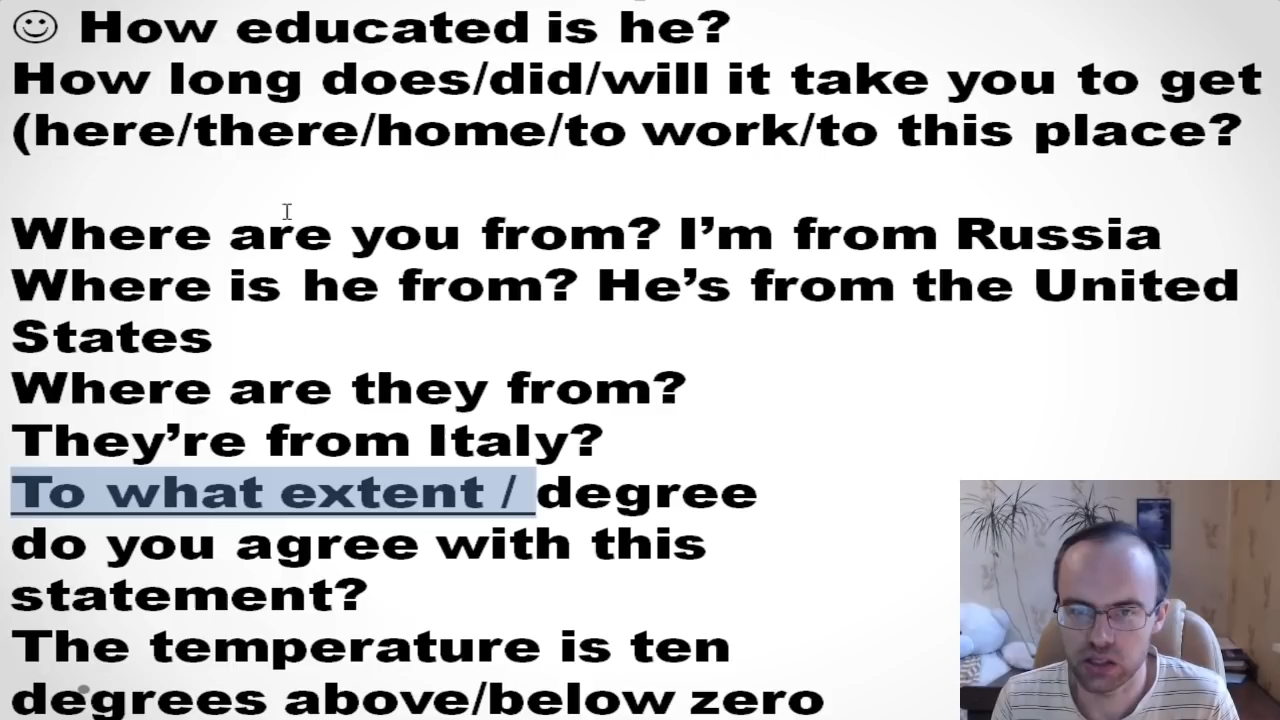 ☺ How educated is he?
How long does/did/will it take you to get
(here/there/home/to work/to this place?
Where are you from? I’m from Russia
Where is he from? He’s from the United
States
Where are they from?
They’re from Italy?
To what extent / degree
do you agree with this
statement?
The temperature is ten
degrees above/below zero